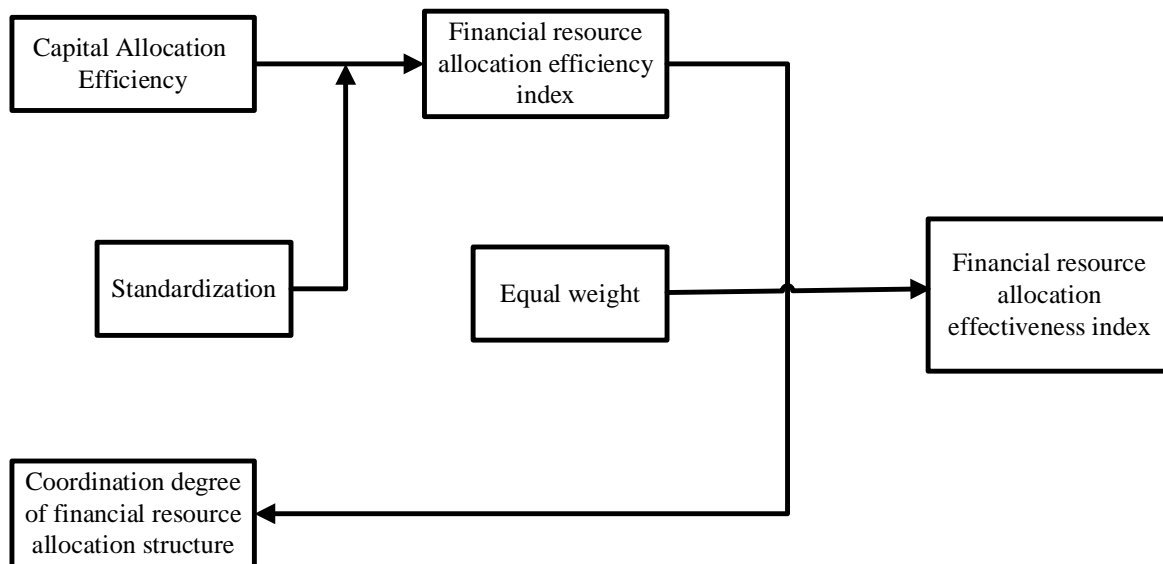 Capital Allocation
Efficiency
Financial resource
allocation efficiency
index
Standardization
Equal weight
Financial resource
allocation
effectiveness index
Coordination degree
of financial resource
allocation structure